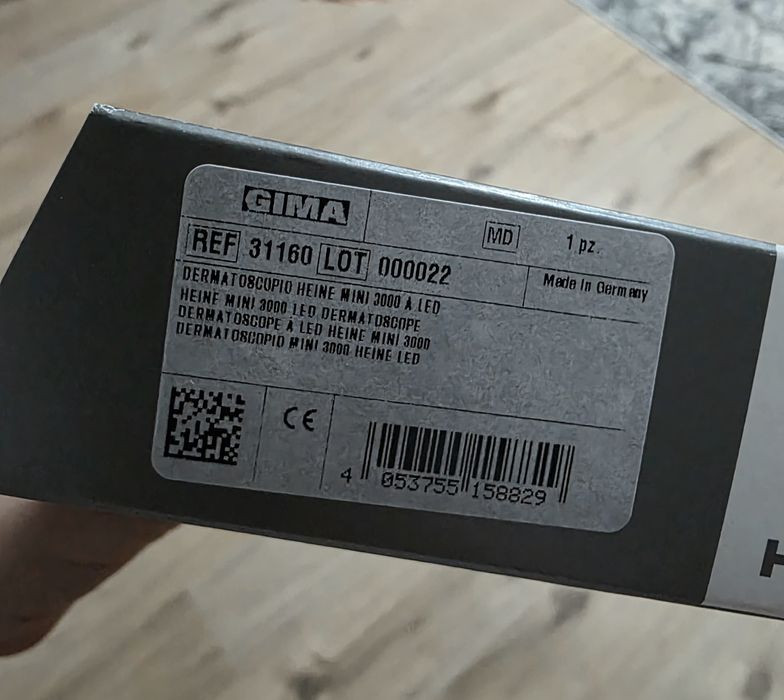 GIMA
MD 1 pz.
REF 31160 LOT 000022
Made in Germany
DERMATOSCOPIO HEINE MINI 3000 A LED
HEINE MINI 3000 LED DERMATOSCOPE
DERMATOSCOPE À LED HEINE MINI 3000
DERMATOSCOPIO MINI 3000 HEINE LED
CE
4 053755 158829